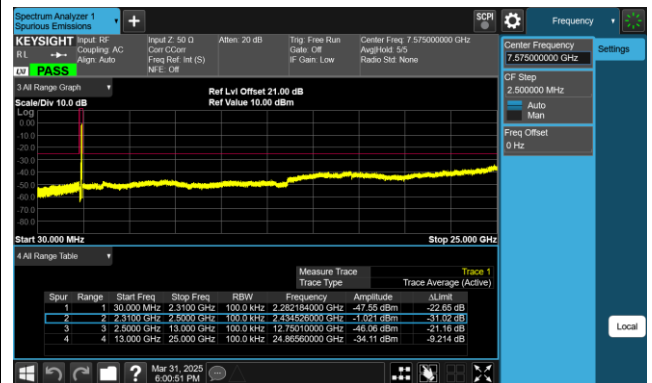 Spectrum Analyzer 1
Spurious Emissions
+
SCPI
Frequency
KEYSIGHT
RL
LXI
PASS
Input: RF
Coupling: AC
Align: Auto
Input Z: 50 Ω
Corr CCorr
Freq Ref: Int (S)
NFE: Off
Atten: 20 dB
Trig: Free Run
Gate: Off
IF Gain: Low
Center Freq: 7.575000000 GHz
Avg|Hold: 5/5
Radio Std: None
Center Frequency
7.575000000 GHz
Settings
CF Step
2.500000 MHz
Auto
Man
Freq Offset
0 Hz
Local
3 All Range Graph
Scale/Div 10.0 dB
Ref Lvl Offset 21.00 dB
Ref Value 10.00 dBm
Log
0.00
-10.0
-20.0
-30.0
-40.0
-50.0
-60.0
-70.0
-80.0
Start 30.000 MHz
Stop 25.000 GHz
4 All Range Table
Measure Trace Trace 1
Trace Type Trace Average (Active)
Spur Range Start Freq Stop Freq RBW Frequency Amplitude ΔLimit
1 1 30.000 MHz 2.3100 GHz 100.0 kHz 2.282184000 GHz -47.55 dBm -22.65 dB
2 2 2.3100 GHz 2.5000 GHz 100.0 kHz 2.434526000 GHz -1.021 dBm -31.02 dB
3 3 2.5000 GHz 13.000 GHz 100.0 kHz 12.75010000 GHz -46.06 dBm -21.16 dB
4 4 13.000 GHz 25.000 GHz 100.0 kHz 24.86560000 GHz -34.11 dBm -9.214 dB
?
Mar 31, 2025
6:00:51 PM